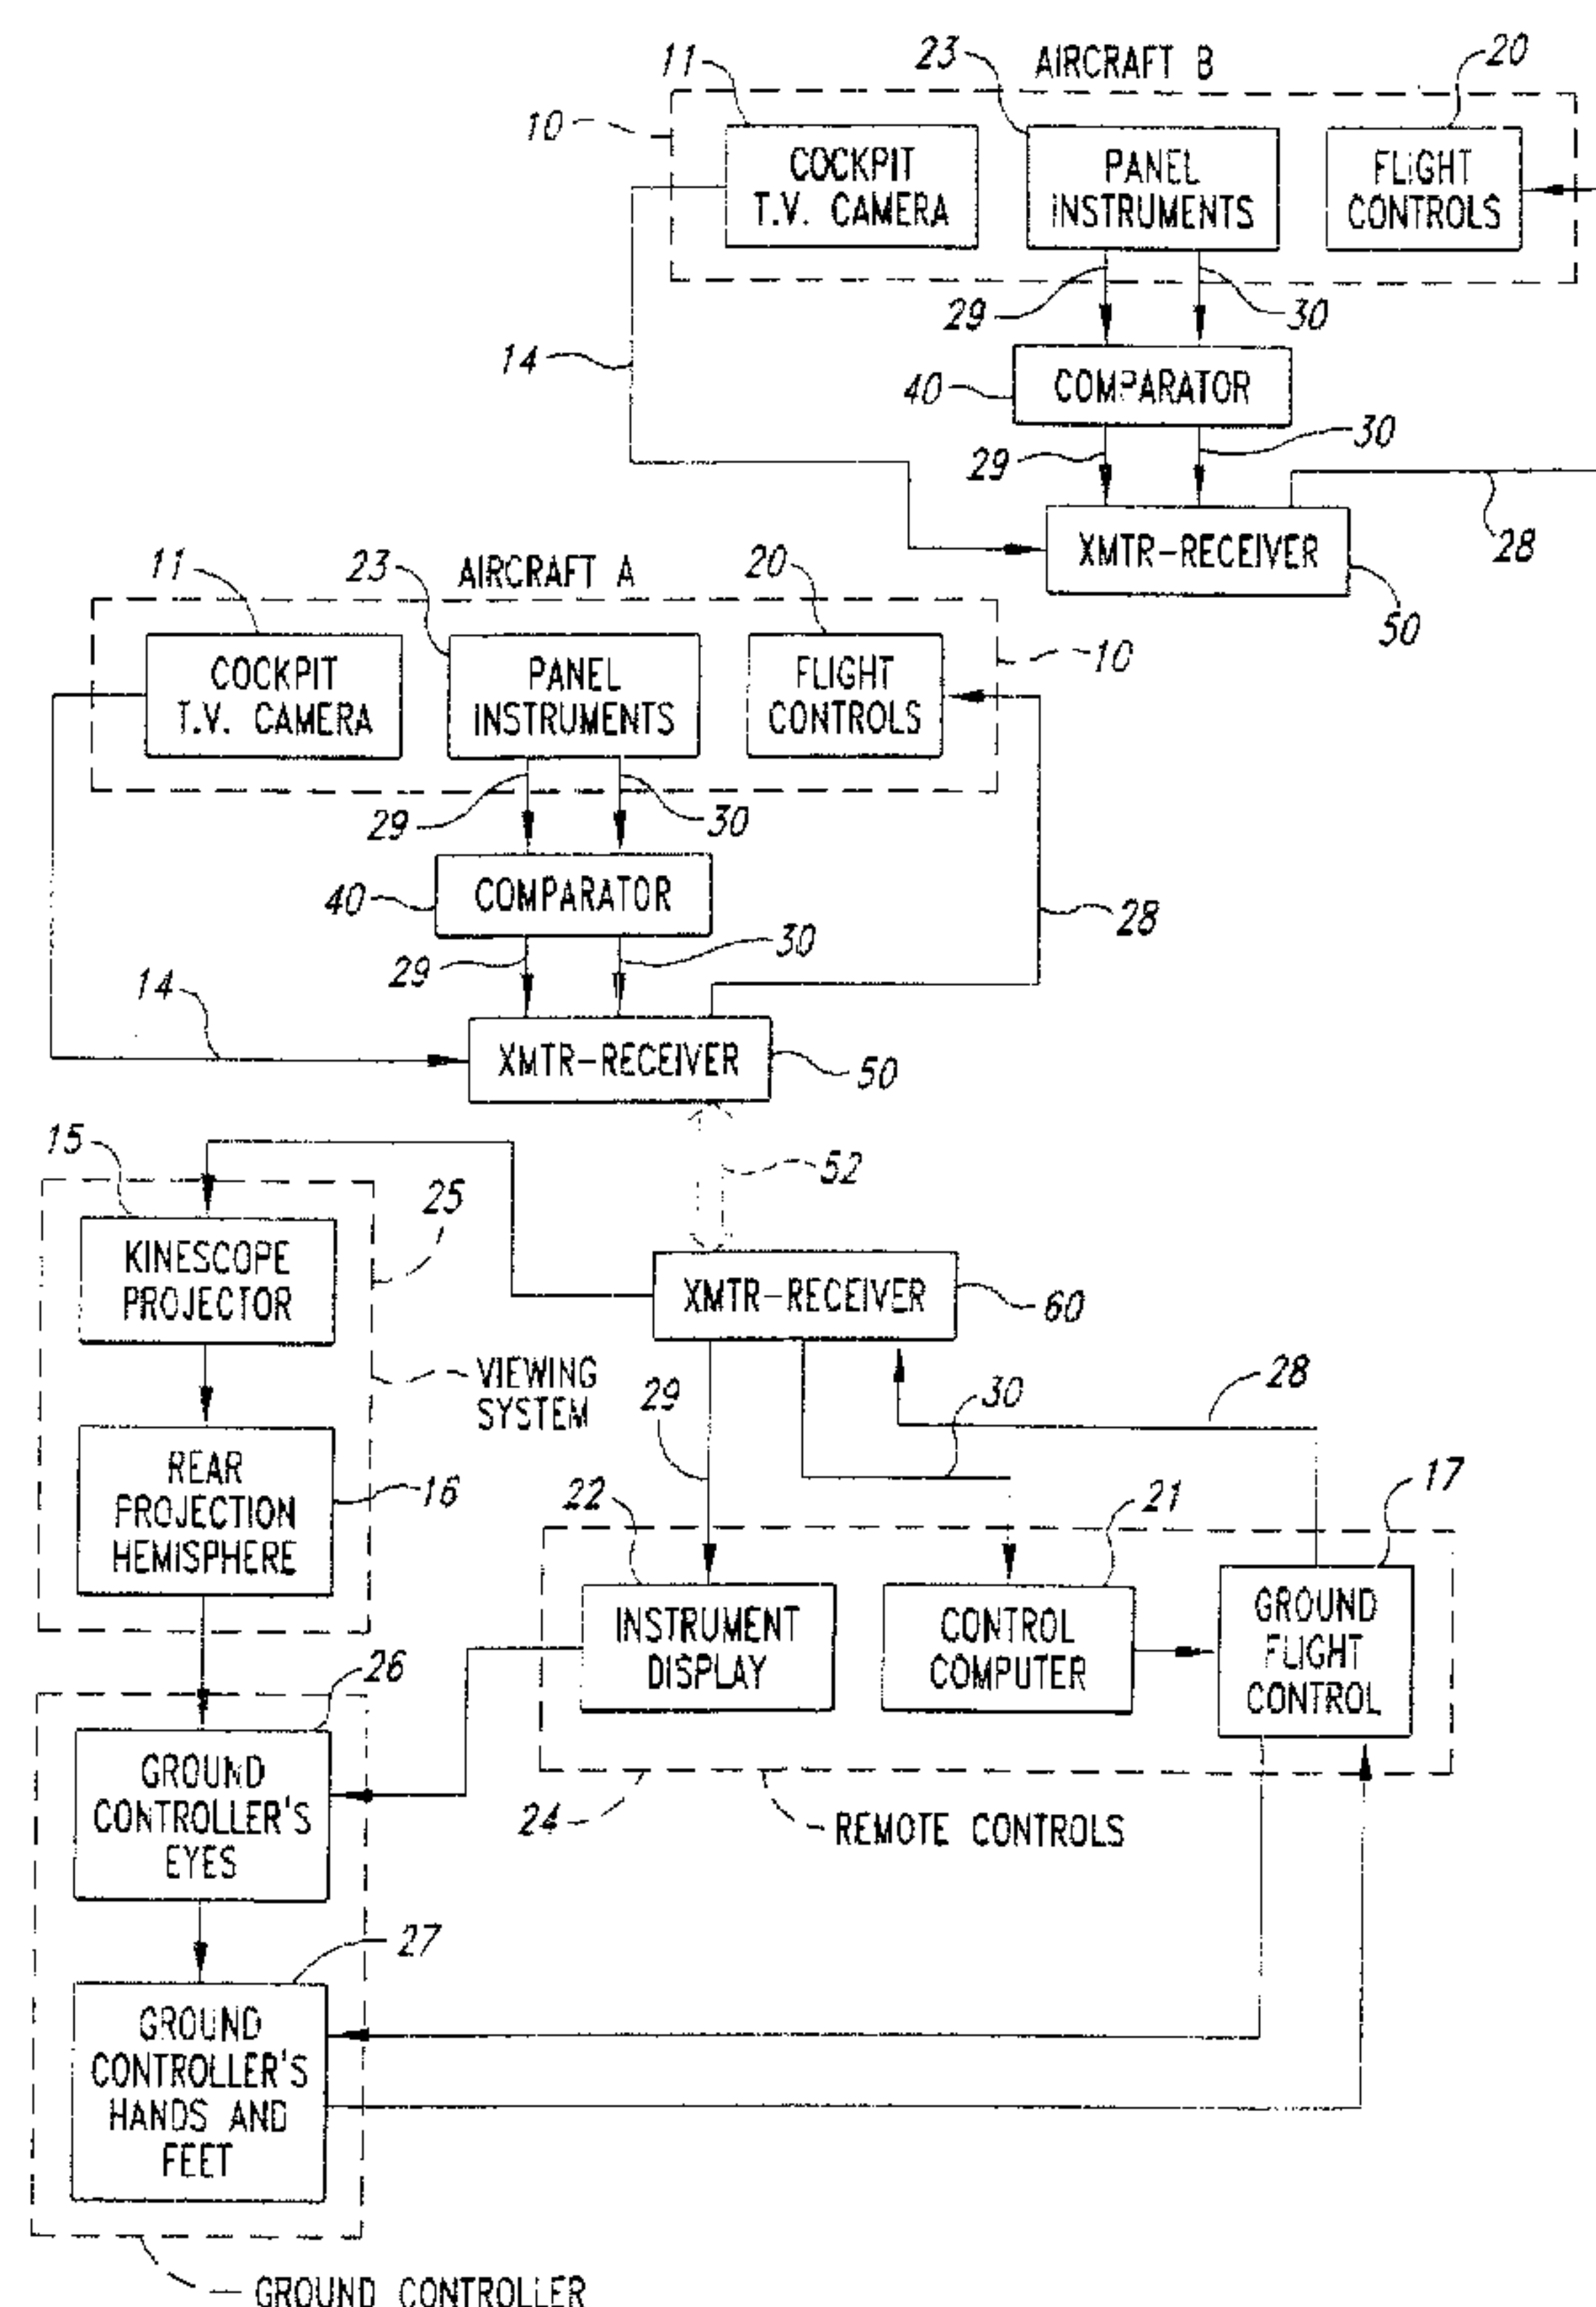 11
23
AIRCRAFT B
20
10
COCKPIT
T.V. CAMERA
PANEL
INSTRUMENTS
FLIGHT
CONTROLS
29
30
14
40
COMPARATOR
29
30
XMTR-RECEIVER
28
50
11
23
AIRCRAFT A
20
COCKPIT
T.V. CAMERA
PANEL
INSTRUMENTS
FLIGHT
CONTROLS
10
29
30
40
COMPARATOR
28
29
30
14
XMTR-RECEIVER
50
15
52
25
KINESCOPE
PROJECTOR
XMTR-RECEIVER
60
VIEWING
SYSTEM
29
30
28
REAR
PROJECTION
HEMISPHERE
16
22
21
17
INSTRUMENT
DISPLAY
CONTROL
COMPUTER
GROUND
FLIGHT
CONTROL
26
GROUND
CONTROLLER'S
EYES
24
REMOTE CONTROLS
27
GROUND
CONTROLLER'S
HANDS AND
FEET
GROUND CONTROLLER